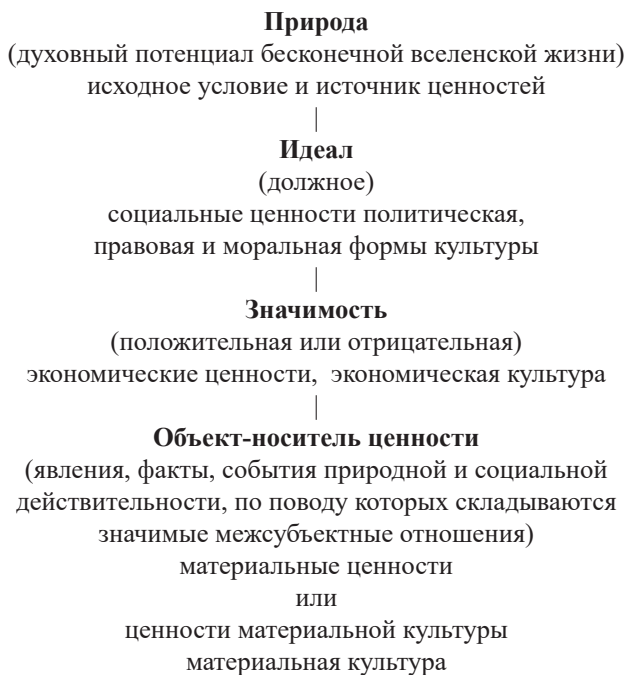 Природа
(духовный потенциал бесконечной вселенской жизни)
исходное условие и источник ценностей
|
Идеал
(должное)
социальные ценности политическая,
правовая и моральная формы культуры
|
Значимость
(положительная или отрицательная)
экономические ценности, экономическая культура
|
Объект-носитель ценности
(явления, факты, события природной и социальной
действительности, по поводу которых складываются
значимые межсубъектные отношения)
материальные ценности
или
ценности материальной культуры
материальная культура